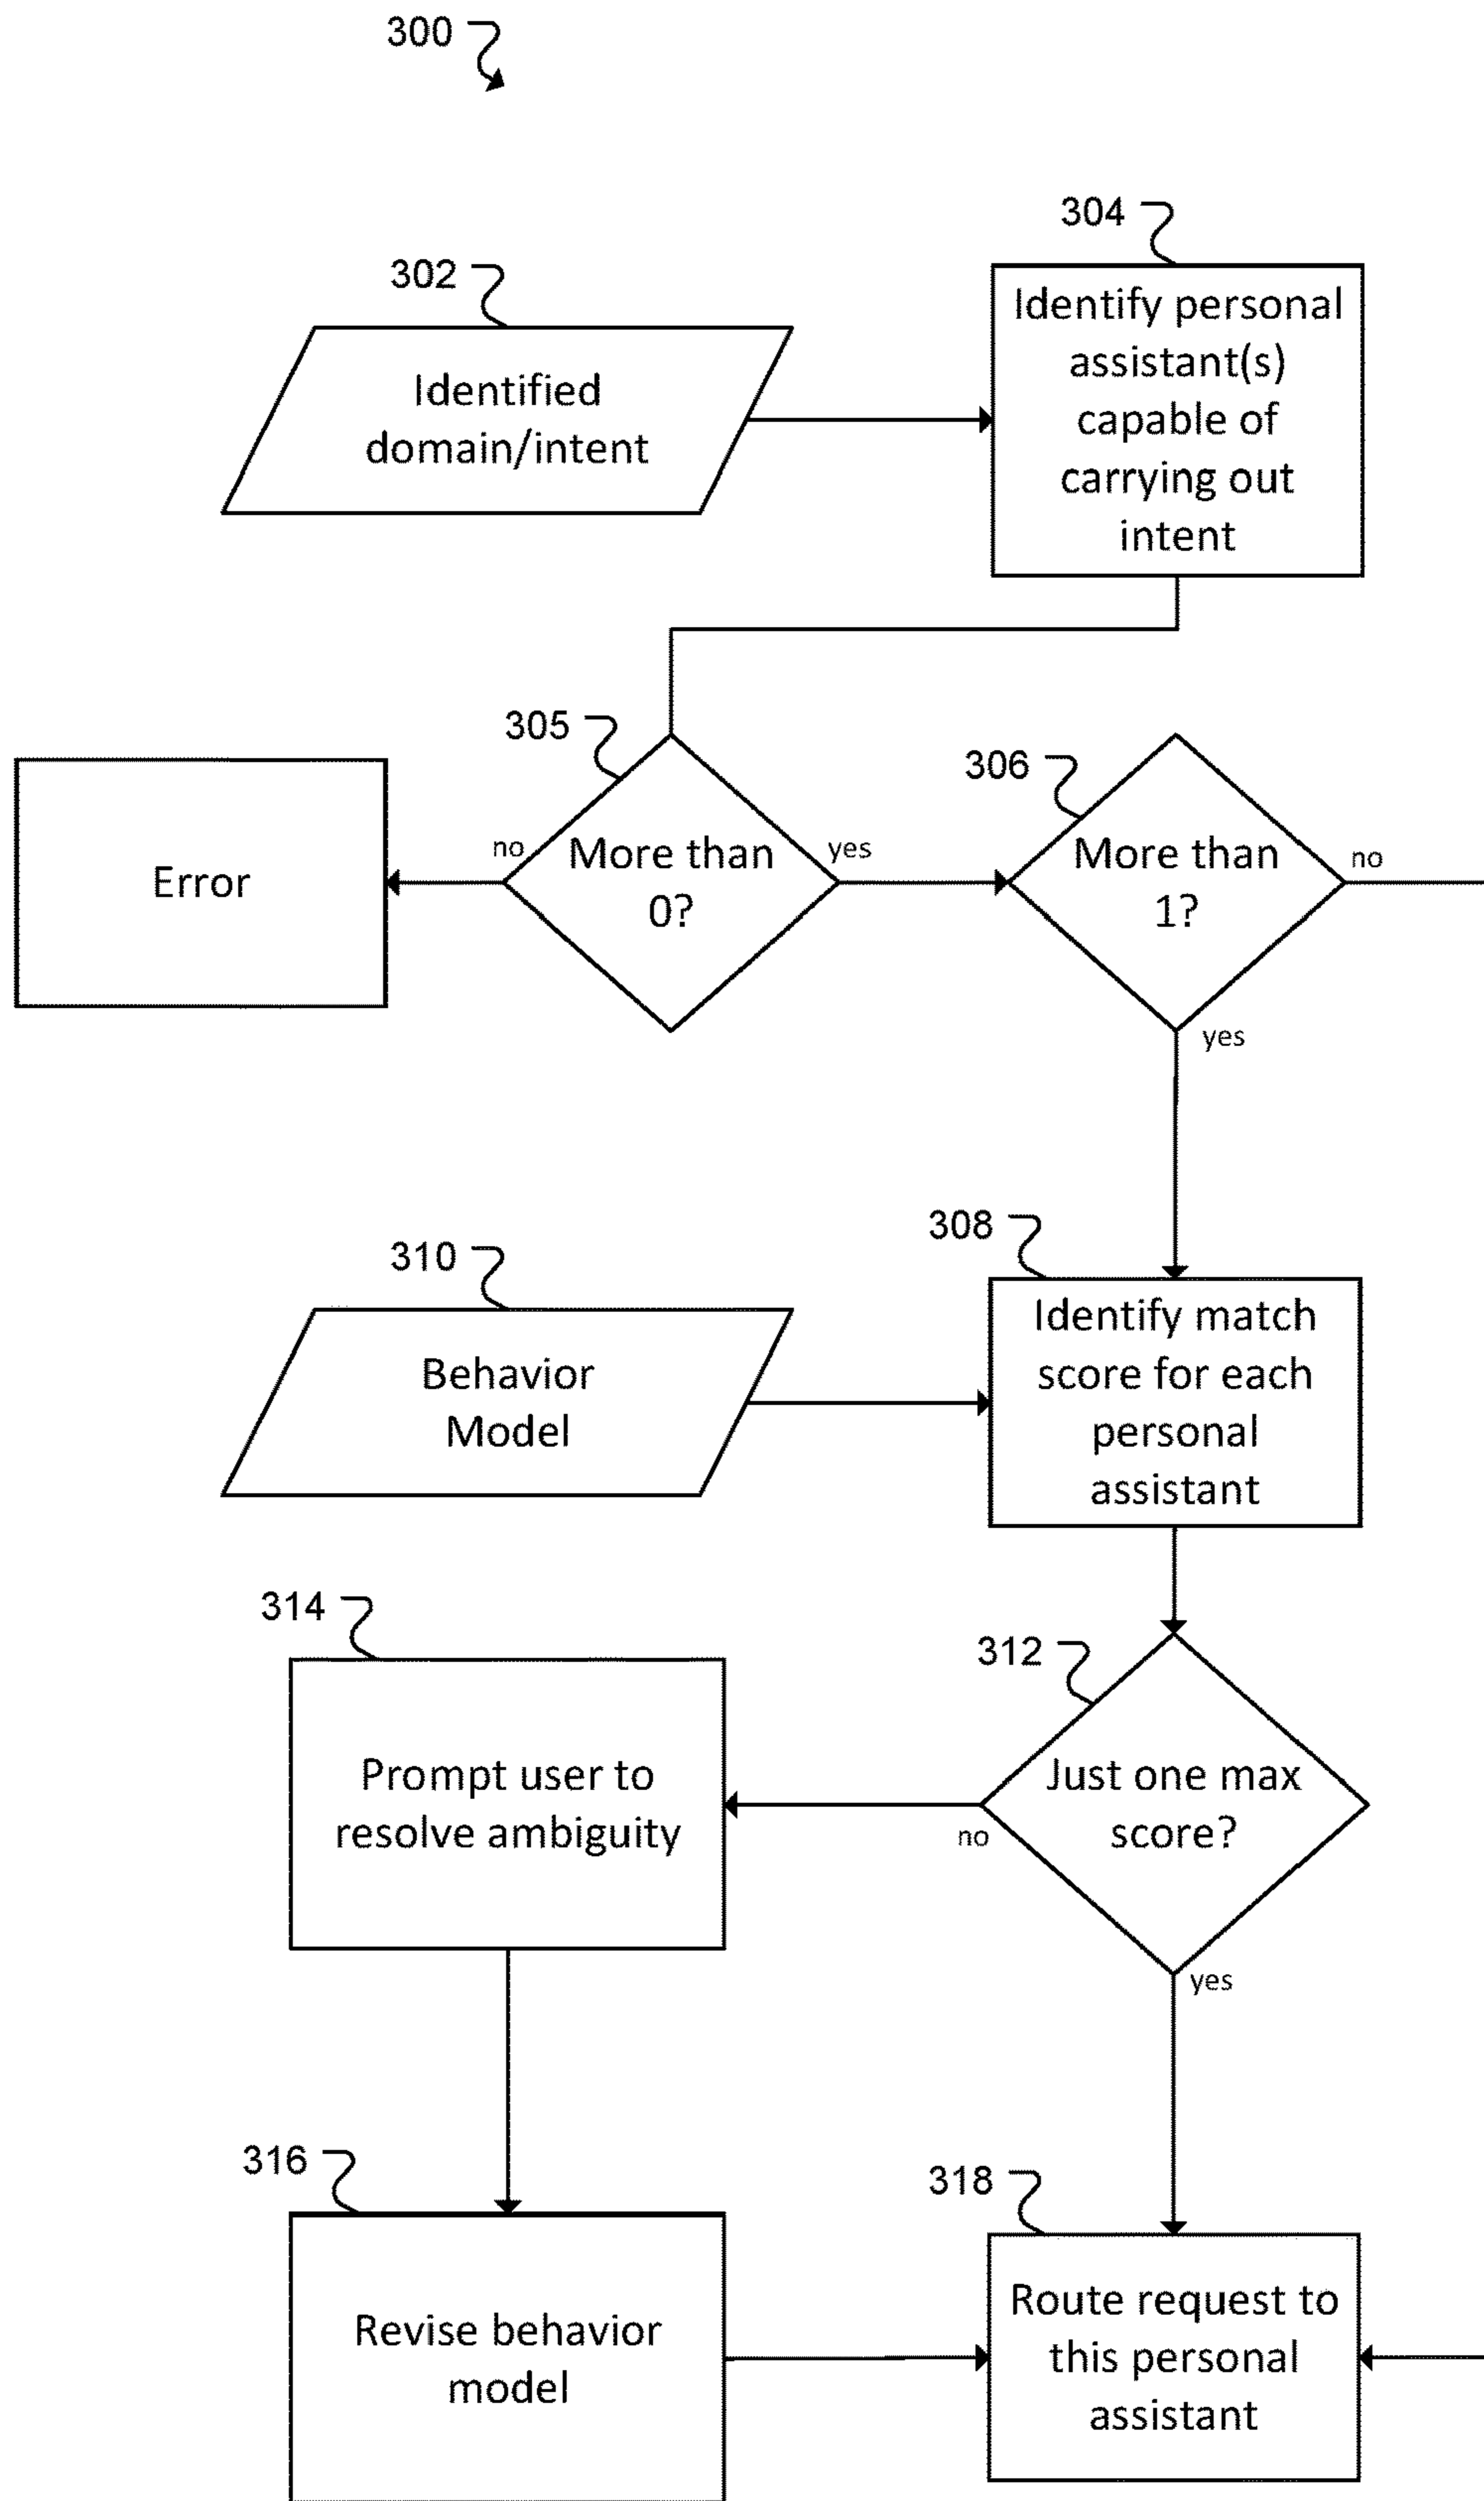 300
304
302
Identify personal
assistant(s)
capable of
carrying out
intent
Identified
domain/intent
305
306
no
More than
0?
yes
More than
1?
no
Error
yes
308
310
Identify match
score for each
personal
assistant
Behavior
Model
314
312
Prompt user to
resolve ambiguity
Just one max
score?
no
yes
316
318
Revise behavior
model
Route request to
this personal
assistant